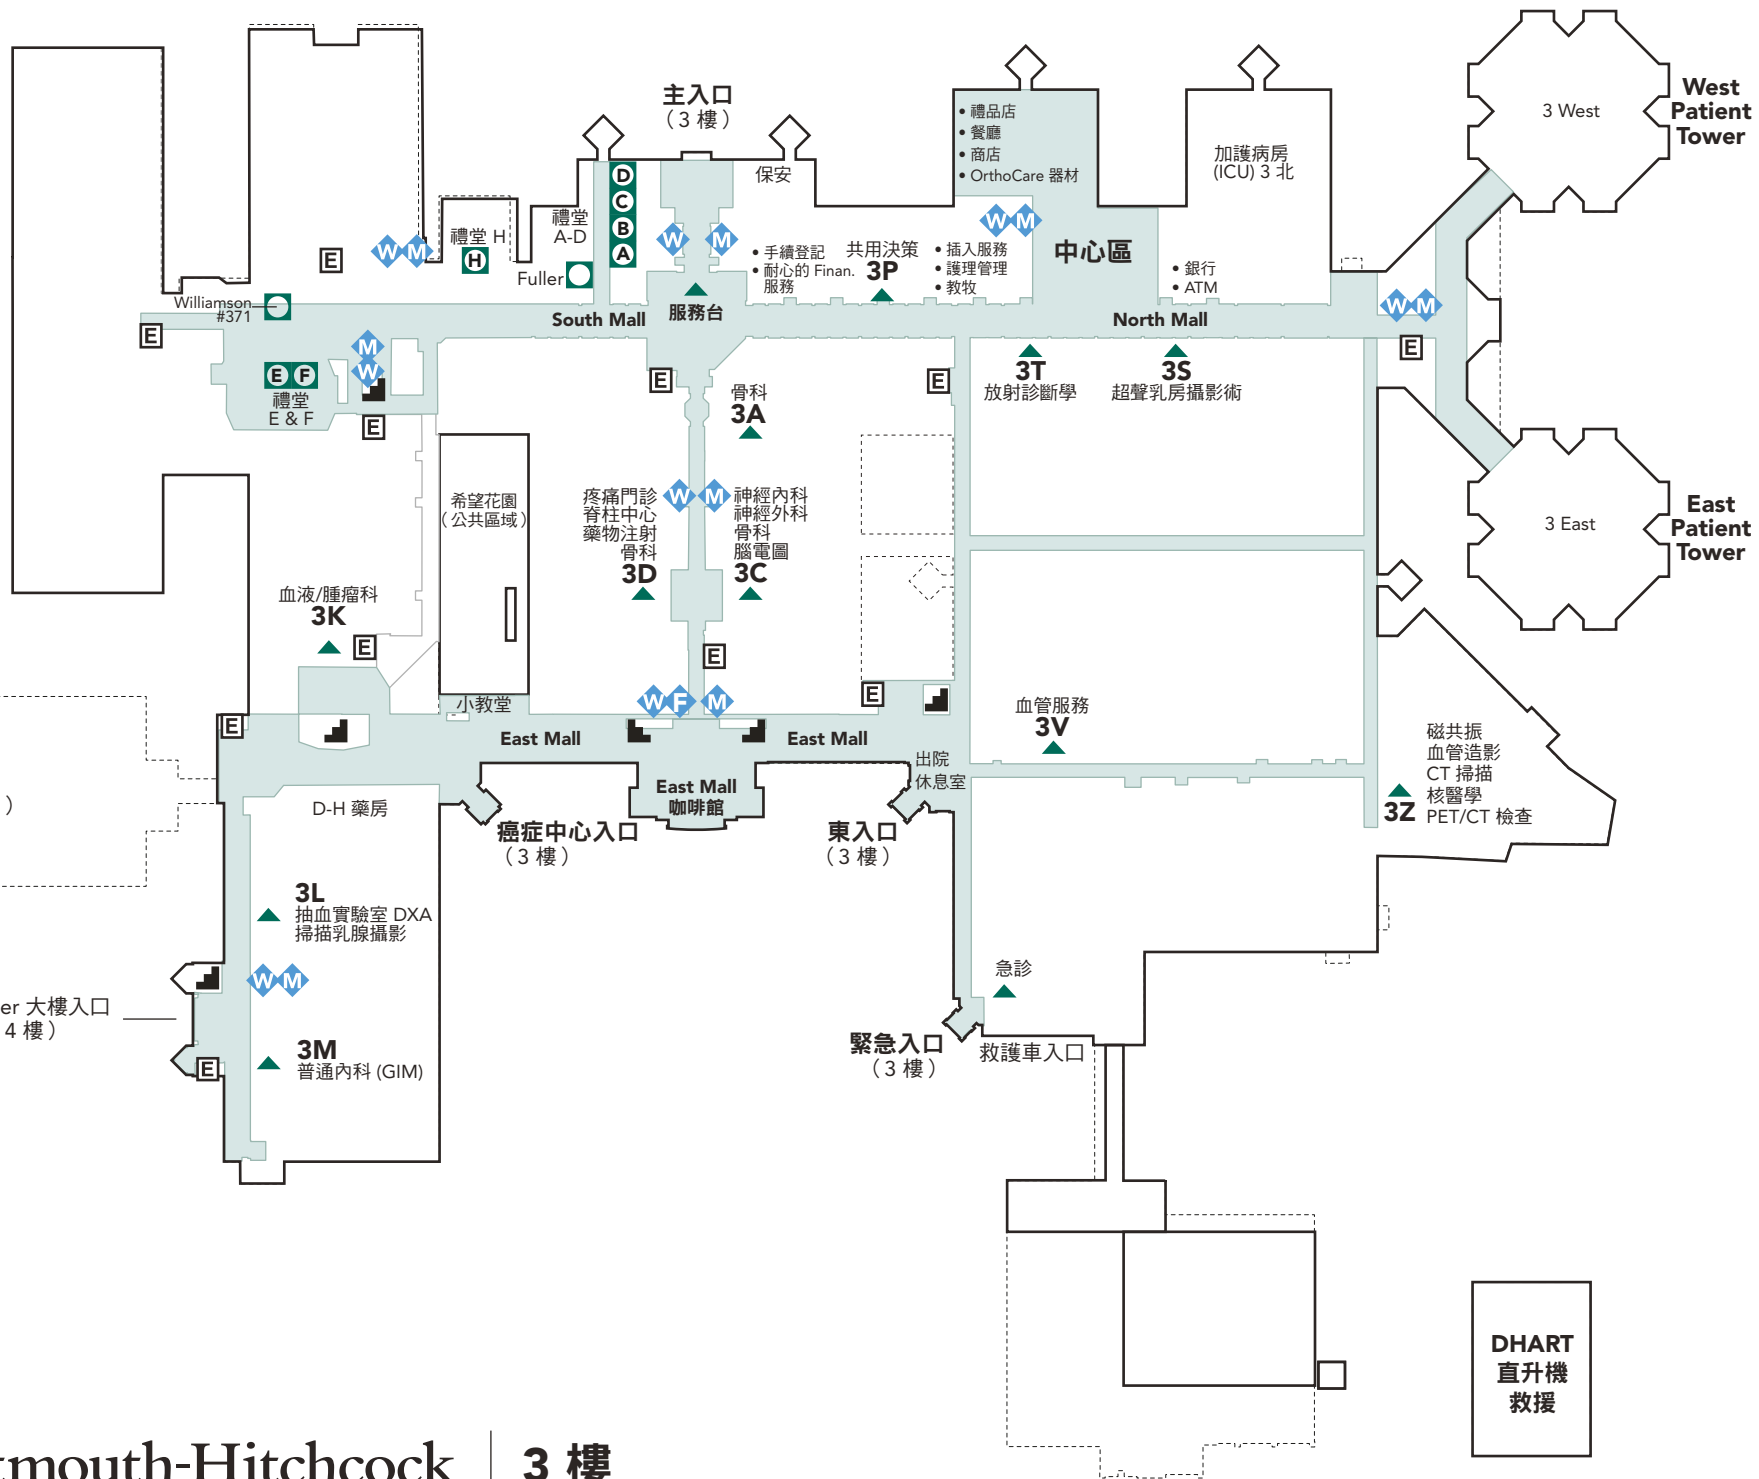 主入口
（3 樓）
保安
D
C
B
A
W
M
禮堂
A-D
禮堂 H
H
Fuller
E
W M
Williamson
#371
E
• 禮品店
• 餐廳
• 商店
• OrthoCare 器材
W M
中心區
加護病房
(ICU) 3 北
3 West
West
Patient
Tower
• 手續登記
• 耐心的 Finan.
服務
共用決策
3P
• 插入服務
• 護理管理
• 教牧
• 銀行
• ATM
W M
E
South Mall
服務台
North Mall
M
W
E F
禮堂
E & F
E
E
E
骨科
3A
3T
放射診斷學
3S
超聲乳房攝影術
希望花園
（公共區域）
疼痛門診
脊柱中心
藥物注射
骨科
3D
W M
神經內科
神經外科
骨科
腦電圖
3C
3 East
East
Patient
Tower
血液/腫瘤科
3K
E
E
E
小教堂
W F M
E
East Mall
East Mall
East Mall
咖啡館
出院
休息室
血管服務
3V
磁共振
血管造影
CT 掃描
核醫學
PET/CT 檢查
3Z
）
D-H 藥房
癌症中心入口
（3 樓）
東入口
（3 樓）
3L
抽血實驗室 DXA
掃描乳腺攝影
W M
er 大樓入口
4 樓）
E
3M
普通內科 (GIM)
急診
緊急入口
（3 樓）
救護車入口
DHART
直升機
救援
tmouth-Hitchcock
3 樓